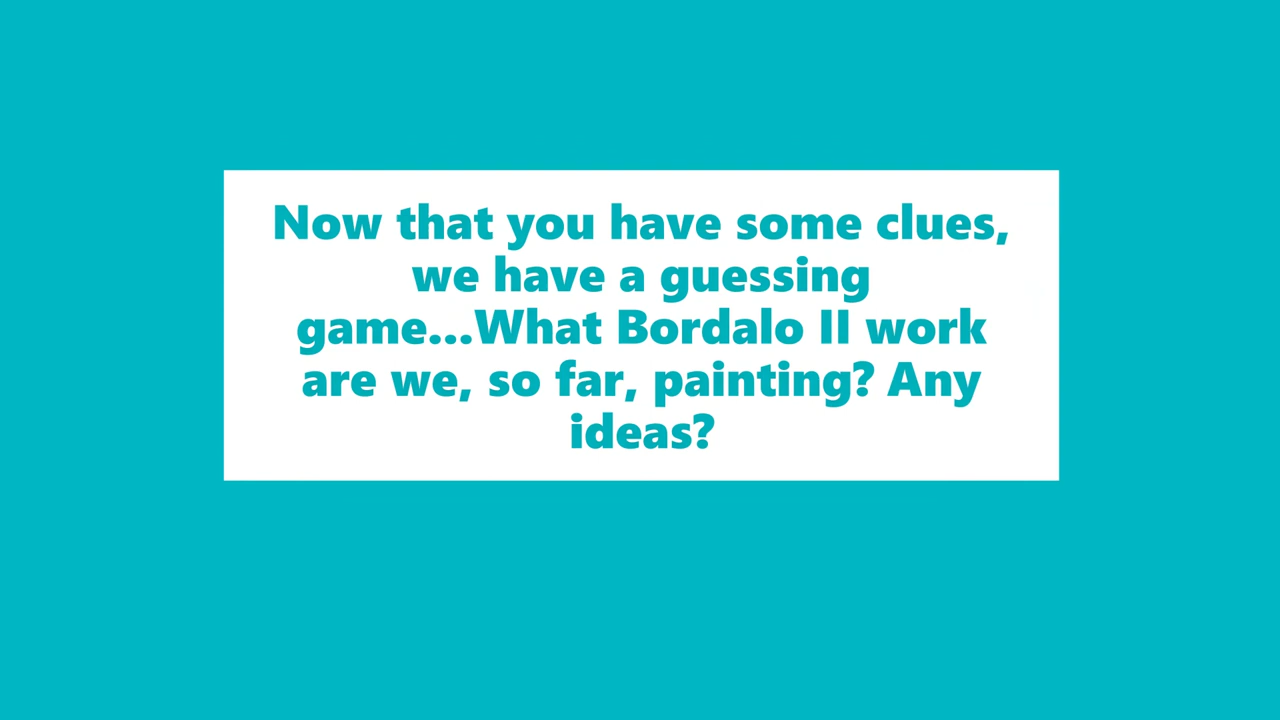 Now that you have some clues,
we have a guessing
game...What Bordalo II work
are we, so far, painting? Any
ideas?